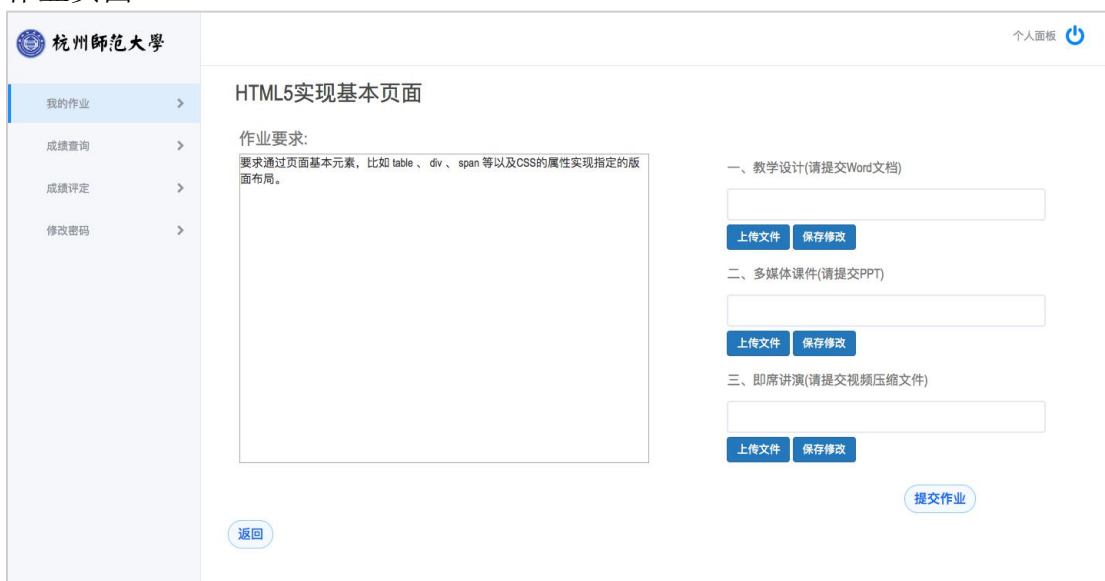 杭州師范大學
个人面板
我的作业
成绩查询
成绩评定
修改密码
HTML5实现基本页面
作业要求:
要求通过页面基本元素，比如 table 、 div 、 span 等以及CSS的属性实现指定的版
面布局。
一、教学设计(请提交Word文档)
上传文件 保存修改
二、多媒体课件(请提交PPT)
上传文件 保存修改
三、即席讲演(请提交视频压缩文件)
上传文件 保存修改
提交作业
返回